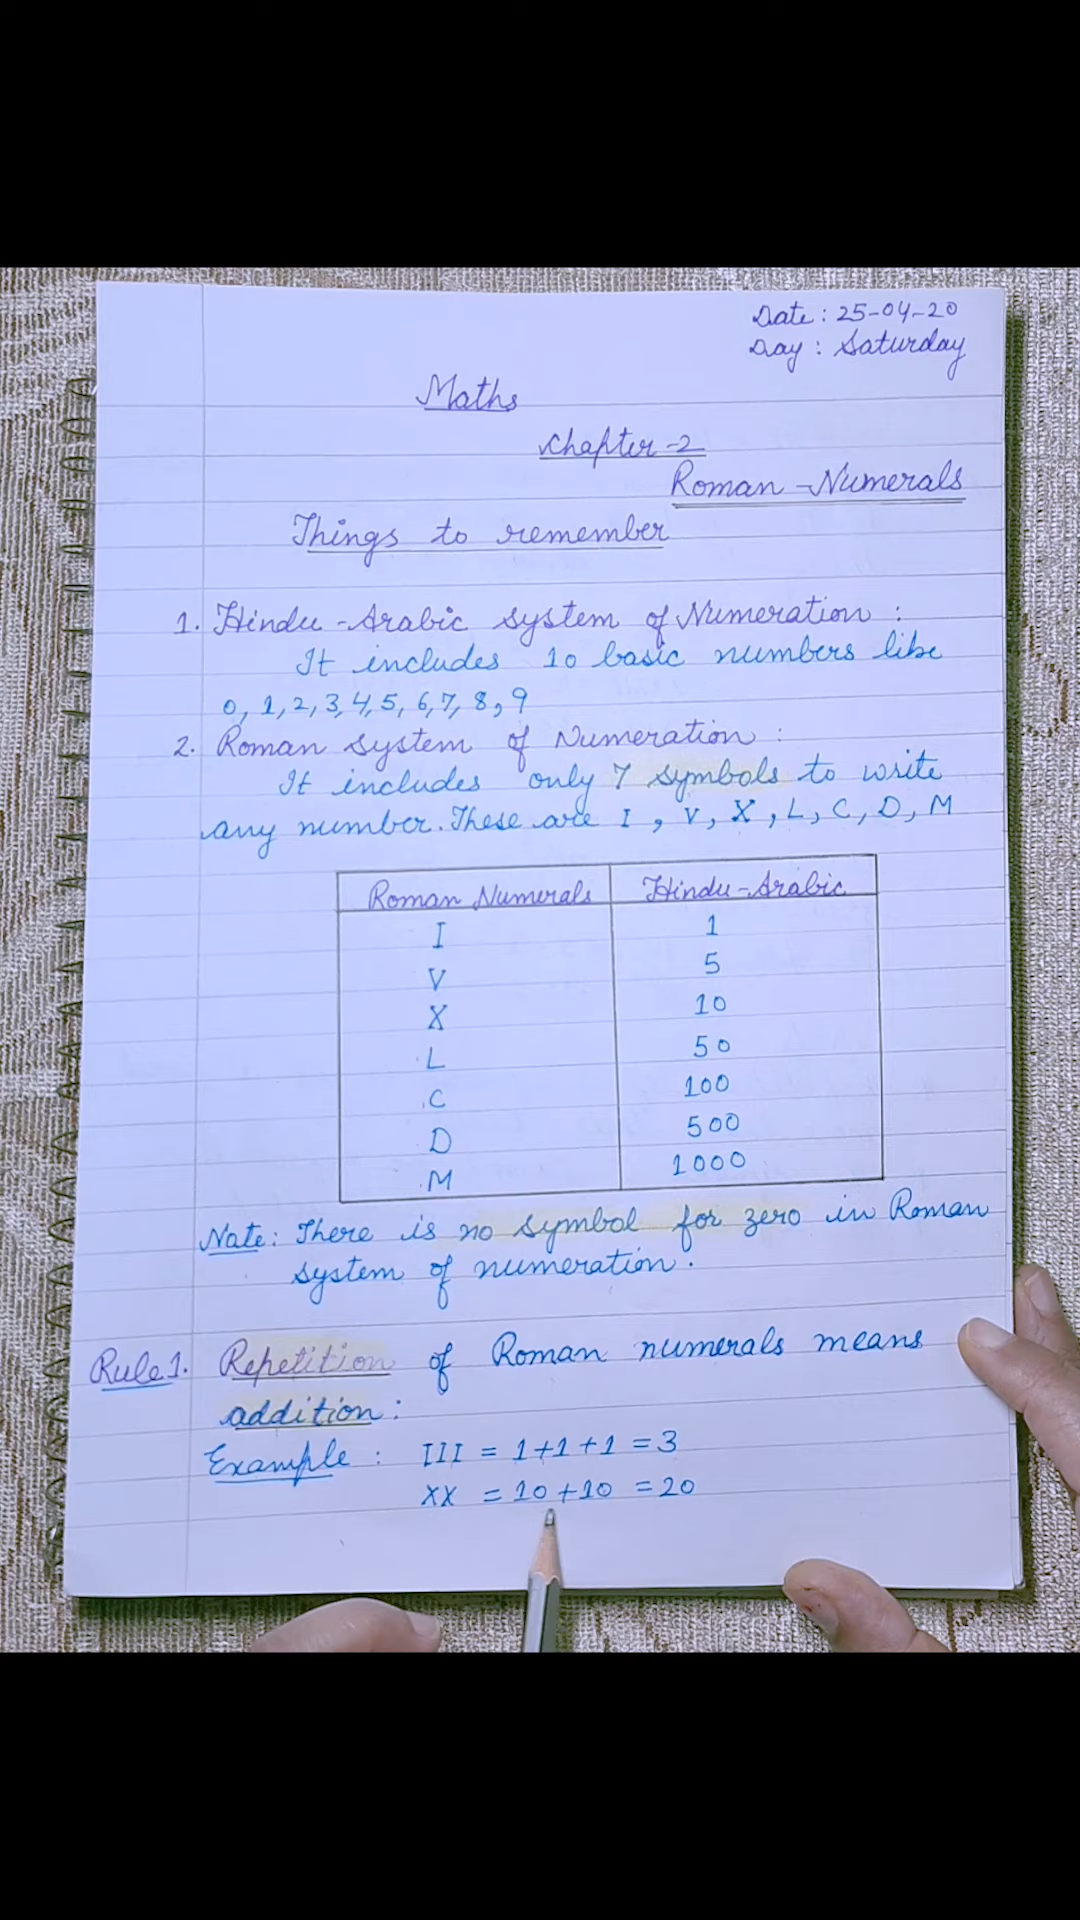 Date: 25-04-20
Day: Saturday
Maths
Chapter-2
Roman-Numerals
Things to remember
1. Hindu-Arabic system of Numeration:
It includes 10 basic numbers like
0, 1, 2, 3, 4, 5, 6, 7, 8, 9
2. Roman System of Numeration:
It includes only 7 symbols to write
any number. These are I, V, X, L, C, D, M
Roman Numerals Hindu-Arabic
I 1
V 5
X 10
L 50
C 100
D 500
M 1000
Note: There is no symbol for zero in Roman
system of numeration.
Rule 1. Repetition of Roman numerals means
addition:
Example: III = 1+1+1 = 3
XX = 10+10 = 20